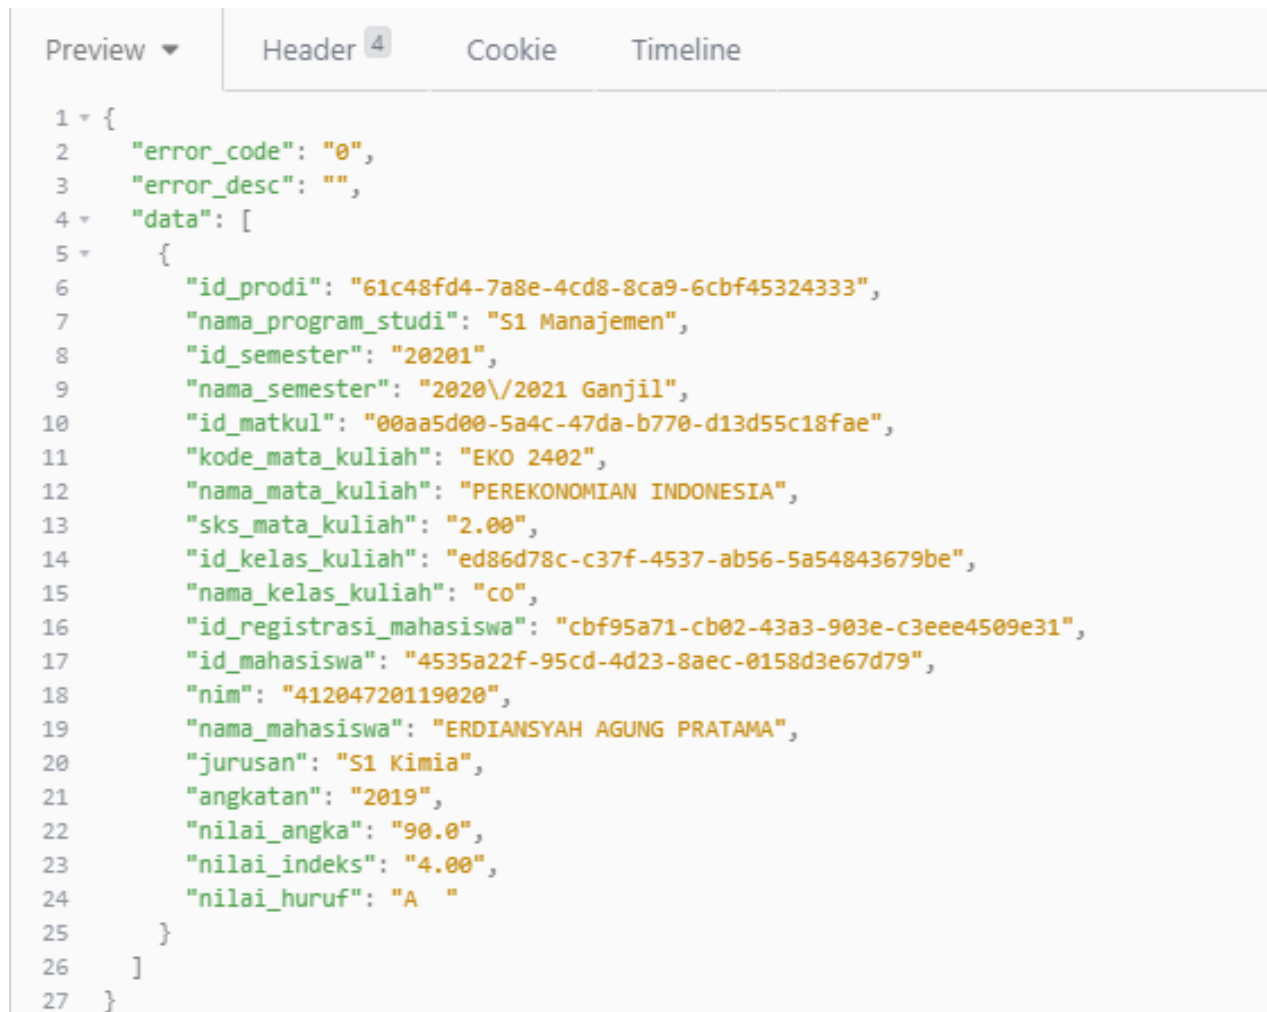 Preview ▼ Header 4 Cookie Timeline
1 {
2 "error_code": "0",
3 "error_desc": "",
4 "data": [
5 {
6 "id_prodi": "61c48fd4-7a8e-4cd8-8ca9-6cbf45324333",
7 "nama_program_studi": "S1 Manajemen",
8 "id_semester": "20201",
9 "nama_semester": "2020\/2021 Ganjil",
10 "id_matkul": "00aa5d00-5a4c-47da-b770-d13d55c18fae",
11 "kode_mata_kuliah": "EKO 2402",
12 "nama_mata_kuliah": "PEREKONOMIAN INDONESIA",
13 "sks_mata_kuliah": "2.00",
14 "id_kelas_kuliah": "ed86d78c-c37f-4537-ab56-5a54843679be",
15 "nama_kelas_kuliah": "co",
16 "id_registrasi_mahasiswa": "cbf95a71-cb02-43a3-903e-c3eee4509e31",
17 "id_mahasiswa": "4535a22f-95cd-4d23-8aec-0158d3e67d79",
18 "nim": "41204720119020",
19 "nama_mahasiswa": "ERDIANSYAH AGUNG PRATAMA",
20 "jurusan": "S1 Kimia",
21 "angkatan": "2019",
22 "nilai_angka": "90.0",
23 "nilai_indeks": "4.00",
24 "nilai_huruf": "A  "
25 }
26 ]
27 }